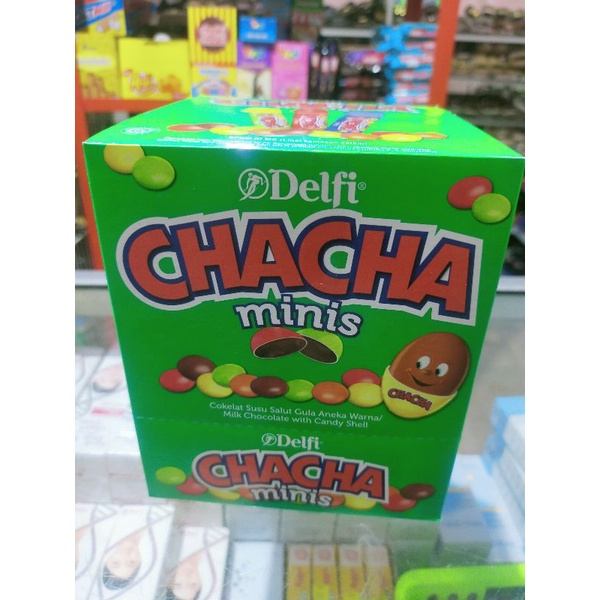 Delfi®
CHACHA
minis
CHACHA
Cokelat Susu Salut Gula Aneka Warna/
Milk Chocolate with Candy Shell
Delfi
CHACHA
minis